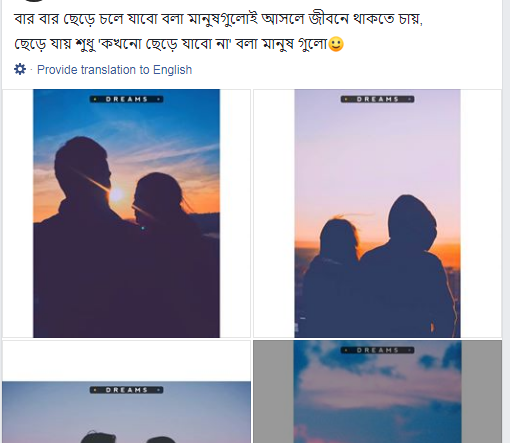 বার বার ছেড়ে চলে যাবো বলা মানুষগুলোই আসলে জীবনে থাকতে চায়,
ছেড়ে যায় শুধু 'কখনো ছেড়ে যাবো না' বলা মানুষ গুলো🙂
· Provide translation to English
• DREAMS •
• DREAMS •
• DREAMS •
• DREAMS •